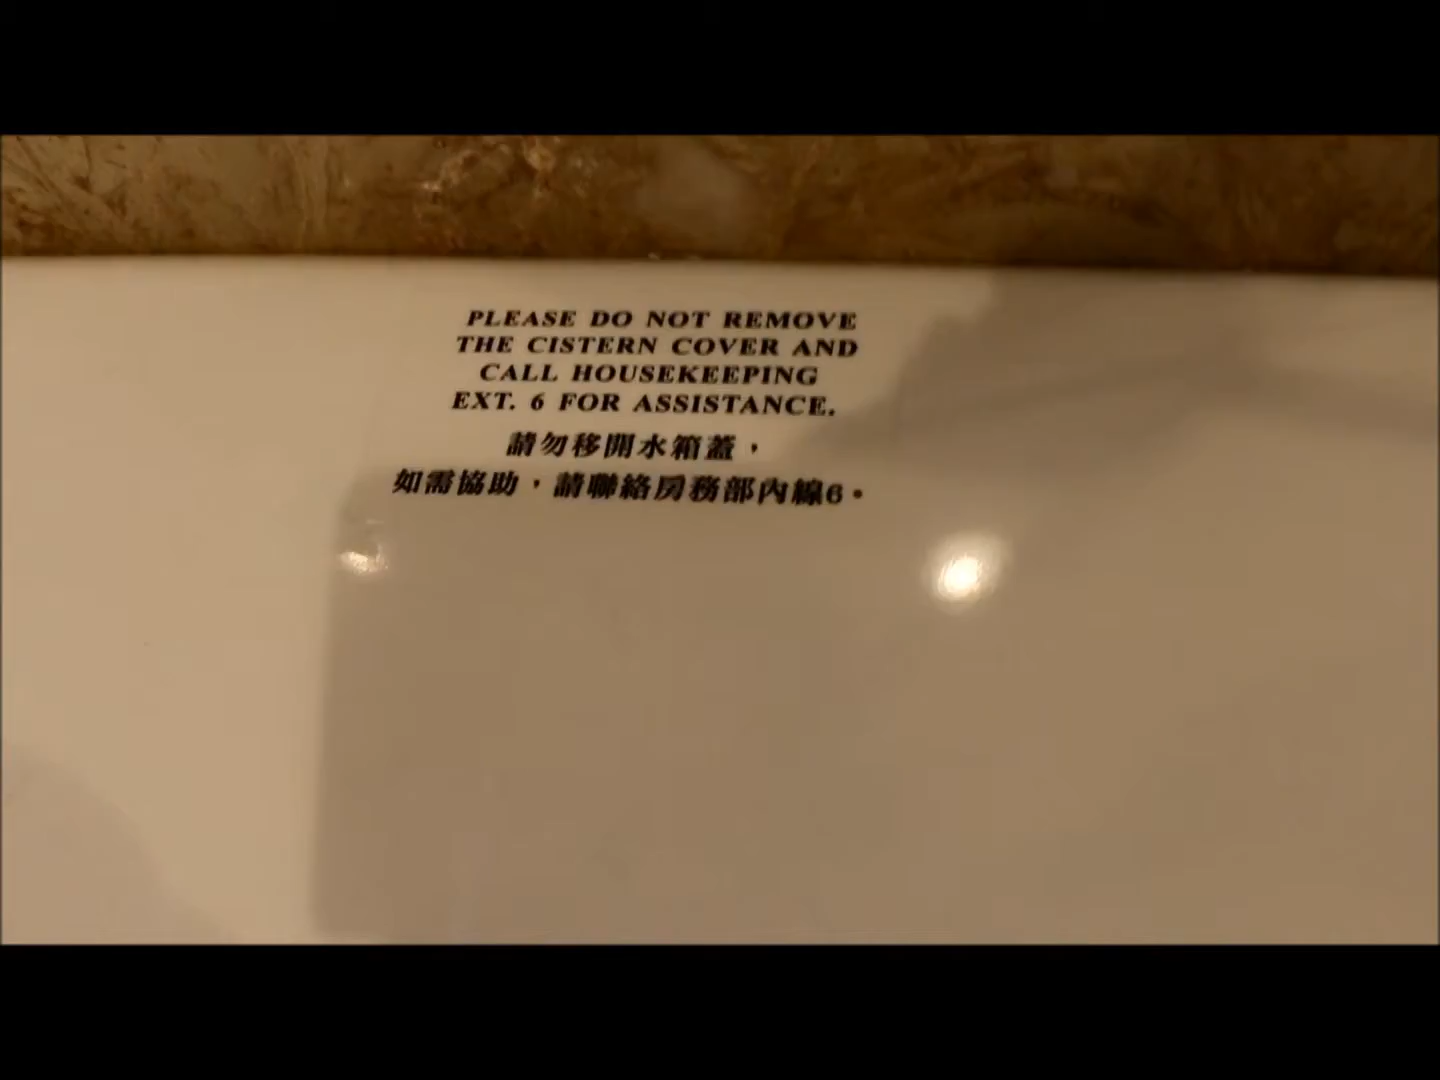 PLEASE DO NOT REMOVE
THE CISTERN COVER AND
CALL HOUSEKEEPING
EXT. 6 FOR ASSISTANCE.
請勿移開水箱蓋，
如需協助，請聯絡房務部內線6。